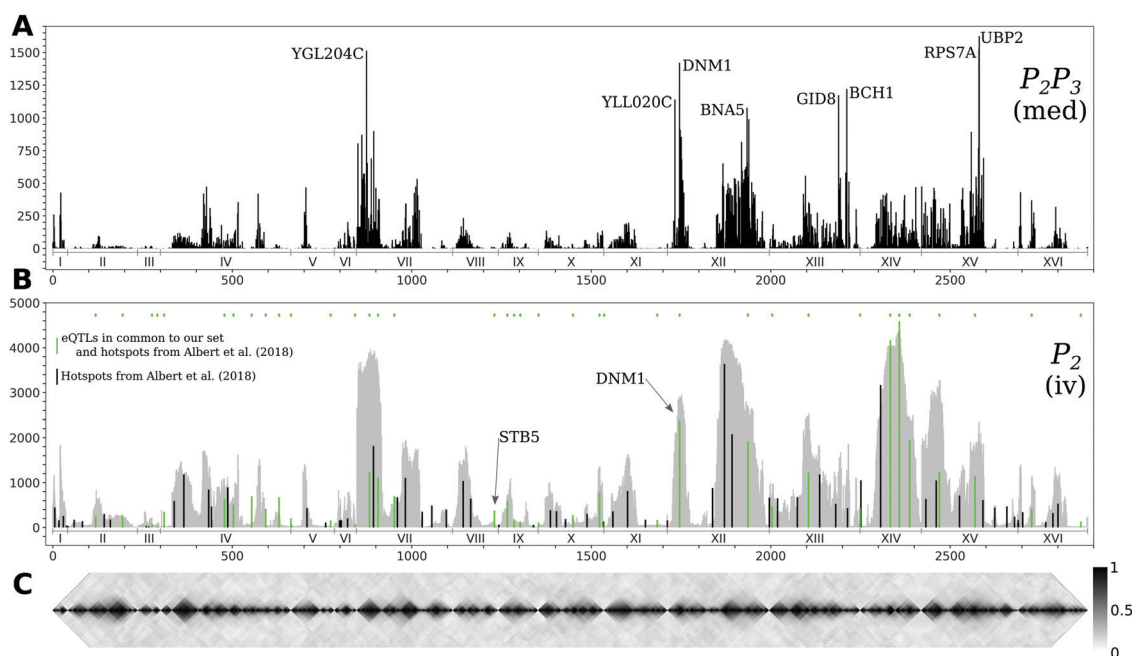 A
1500
1250
1000
750
500
250
0
YGL204C
YLL020C
DNM1
BNA5
GID8
BCH1
RPS7A
UBP2
P2P3
(med)
I II III IV V VI VII VIII IX X XI XII XIII XIV XV XVI
0 500 1000 1500 2000 2500
B
5000
4000
3000
2000
1000
0
eQTLs in common to our set
and hotspots from Albert et al. (2018)
Hotspots from Albert et al. (2018)
STB5
DNM1
P2
(iv)
I II III IV V VI VII VIII IX X XI XII XIII XIV XV XVI
0 500 1000 1500 2000 2500
C
1
0.5
0